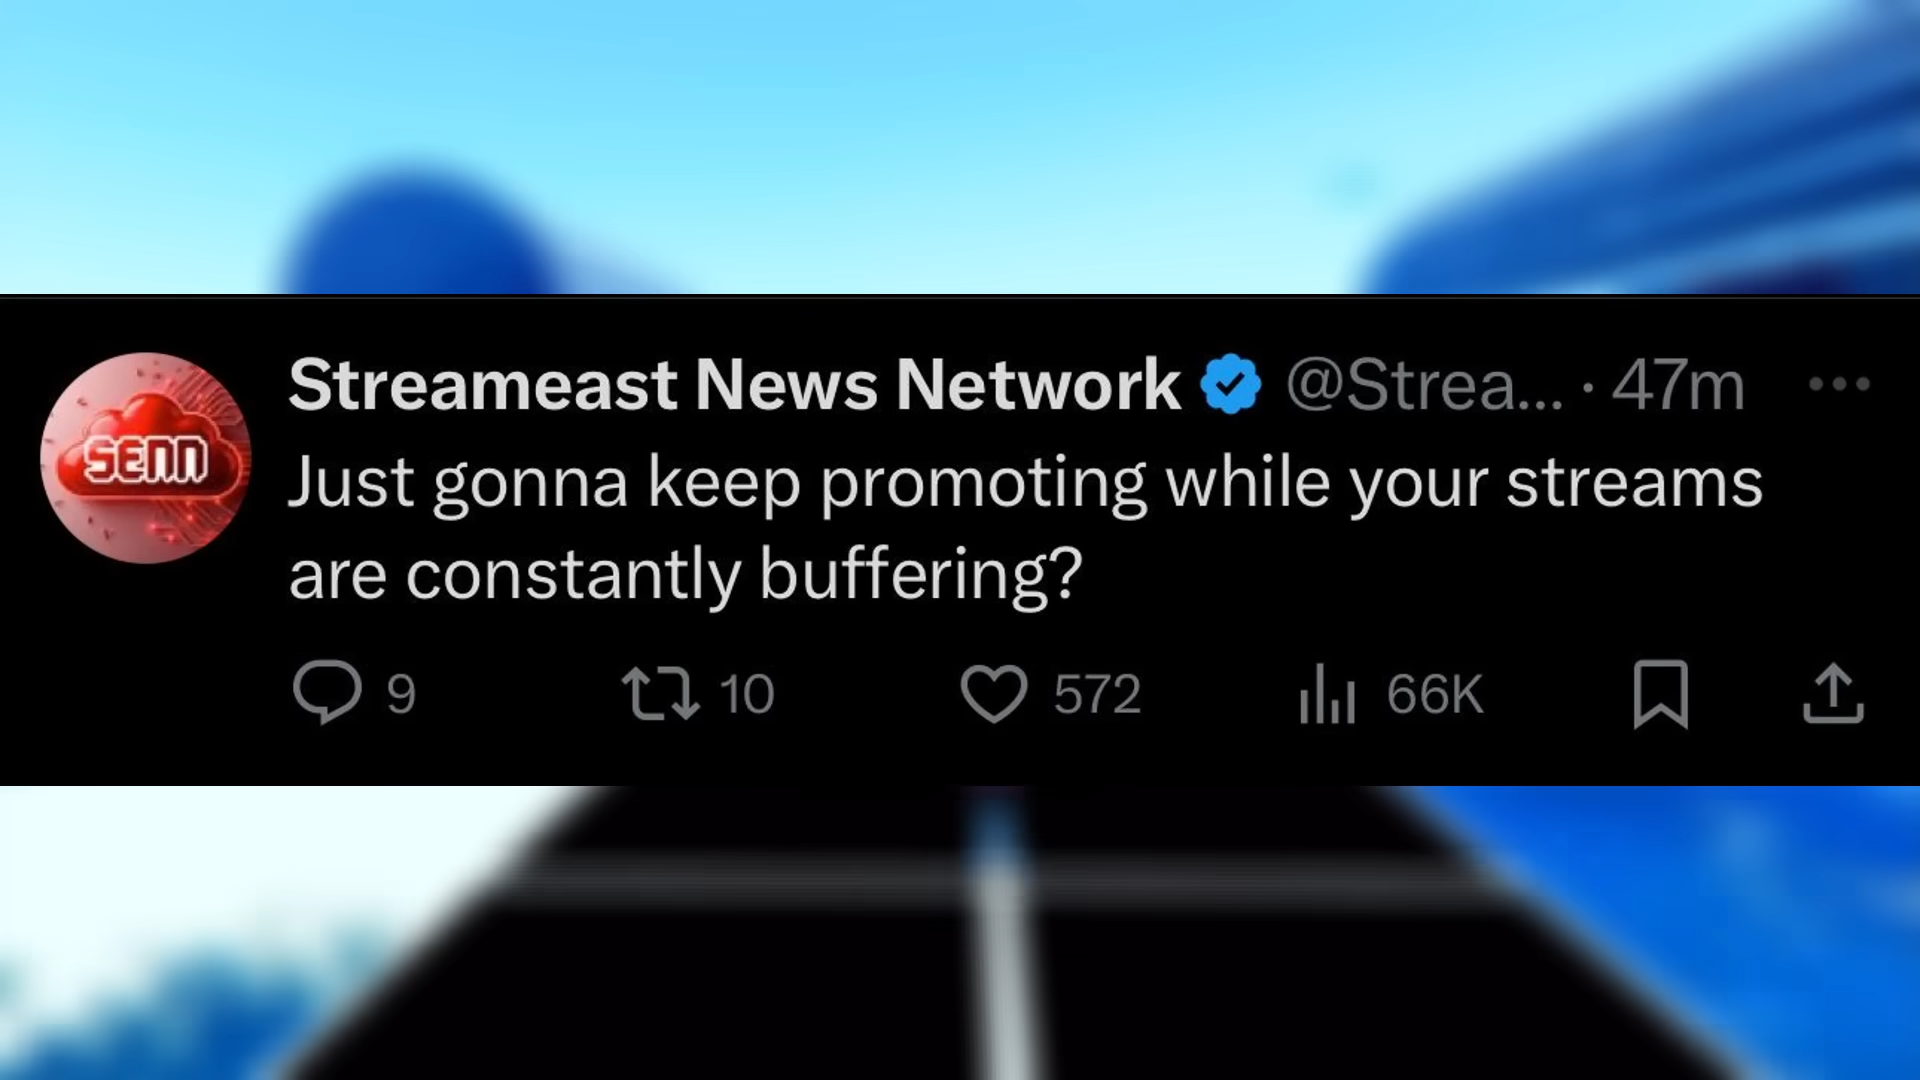 SENN
Streameast News Network @Strea... · 47m
Just gonna keep promoting while your streams
are constantly buffering?
9 10 572 66K